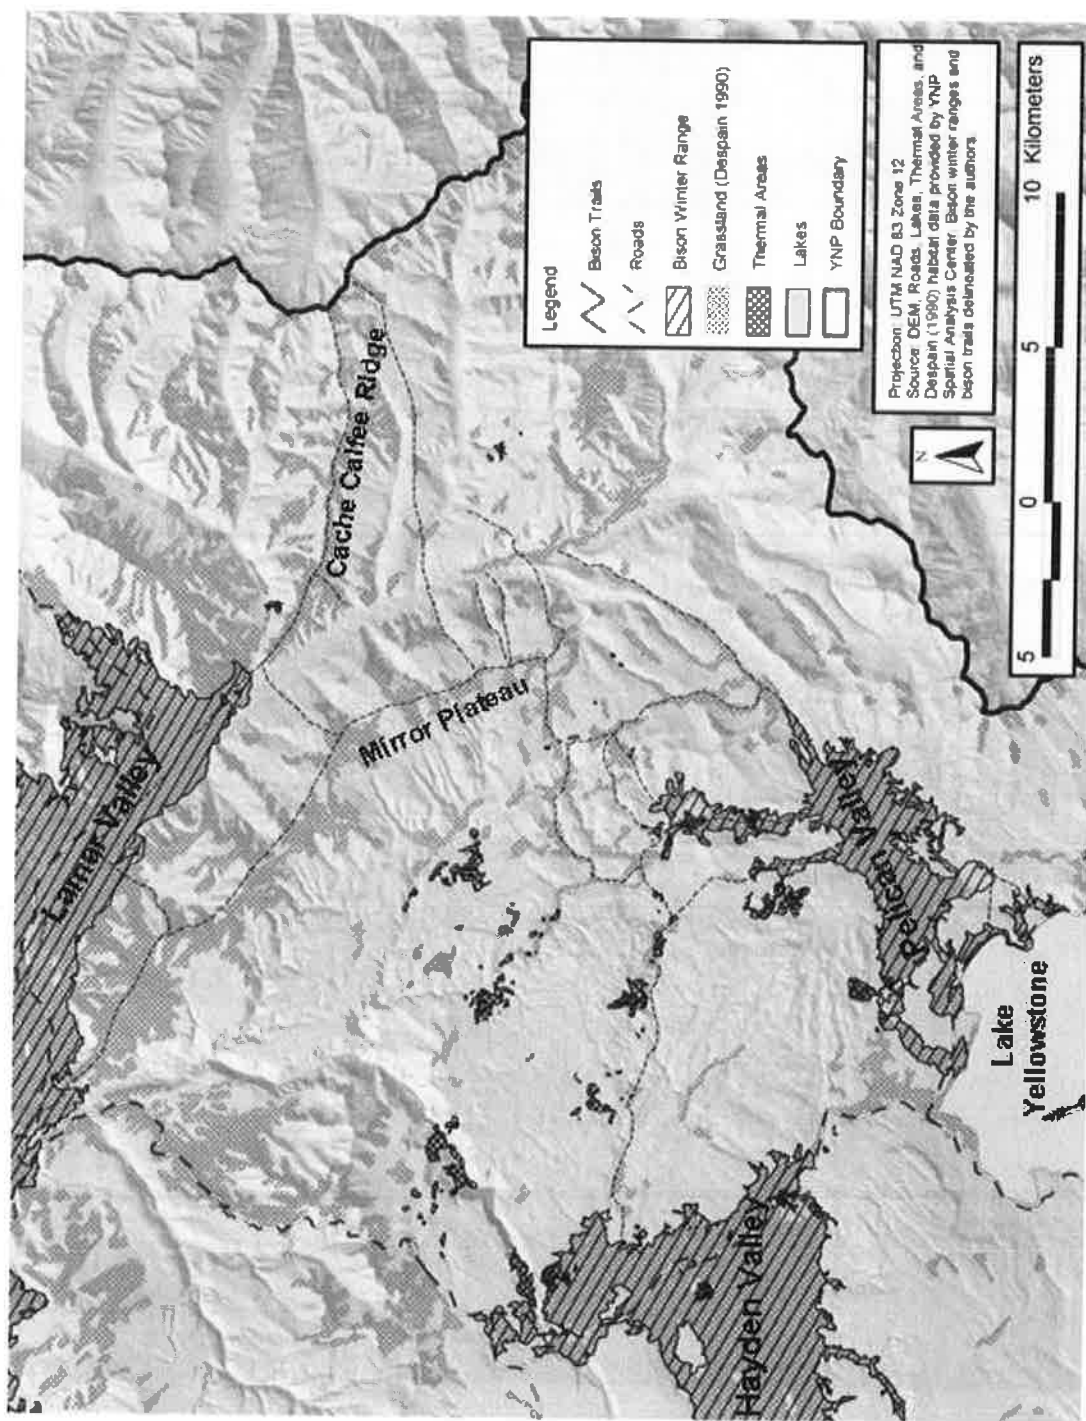 Lamar Valley
Cache Calfee Ridge
Mirror Plateau
Pelican Valley
Hayden Valley
Lake
Yellowstone
Legend
Bison Trails
Roads
Bison Winter Range
Grassland (Despain 1990)
Thermal Areas
Lakes
YNP Boundary
Projection: UTM NAD 83 Zone 12
Source: DEM, Roads, Lakes, Thermal Areas, and
Despain (1990) habitat data provided by YNP
Spatial Analysis Center. Bison winter ranges and
bison trails delineated by the authors
N
5 0 5 10 Kilometers